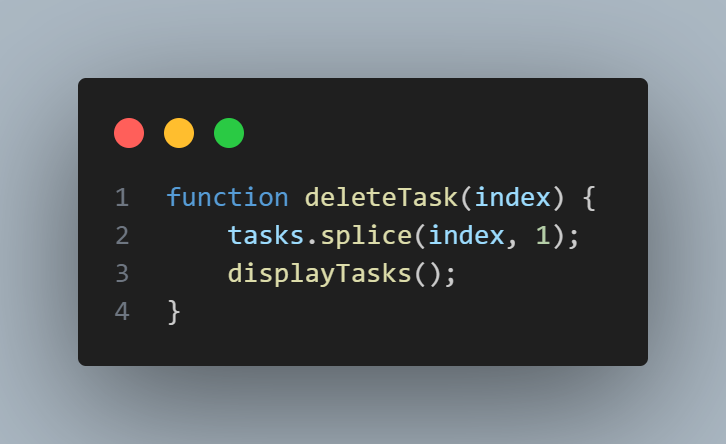 1 function deleteTask(index) {
2     tasks.splice(index, 1);
3     displayTasks();
4 }